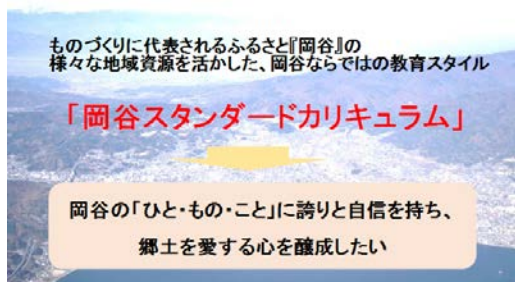 ものづくりに代表されるふるさと『岡谷』の
様々な地域資源を活かした、岡谷ならではの教育スタイル
「岡谷スタンダードカリキュラム」
岡谷の「ひと・もの・こと」に誇りと自信を持ち、
郷土を愛する心を醸成したい